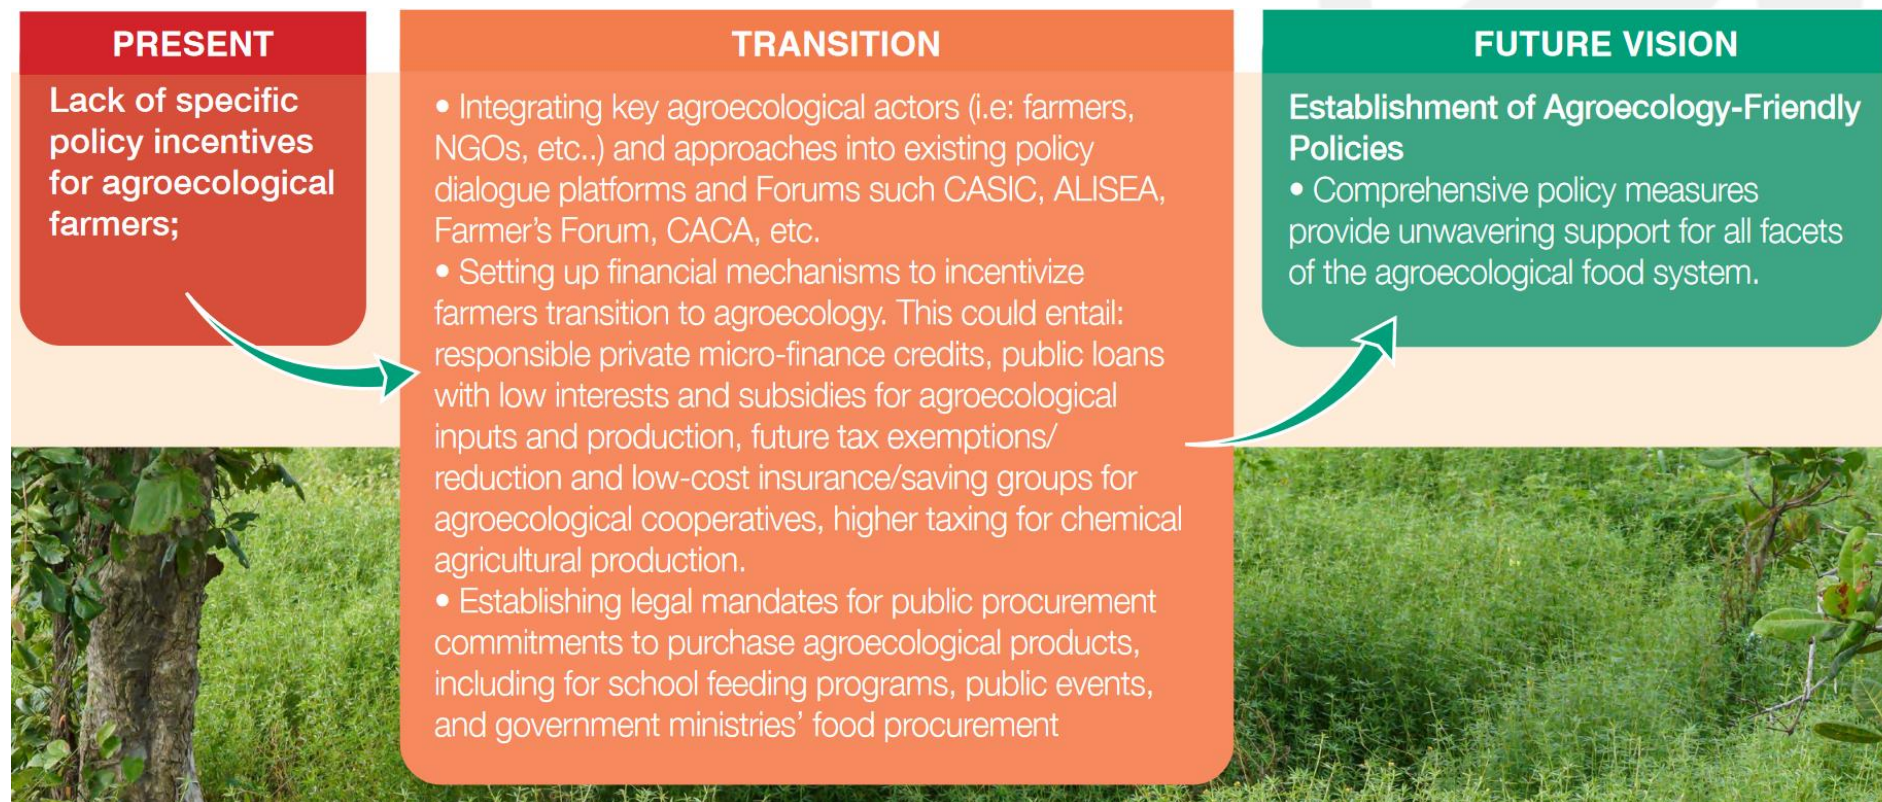 PRESENT
Lack of specific
policy incentives
for agroecological
farmers;
TRANSITION
• Integrating key agroecological actors (i.e: farmers,
NGOs, etc..) and approaches into existing policy
dialogue platforms and Forums such CASIC, ALISEA,
Farmer's Forum, CACA, etc.
• Setting up financial mechanisms to incentivize
farmers transition to agroecology. This could entail:
responsible private micro-finance credits, public loans
with low interests and subsidies for agroecological
inputs and production, future tax exemptions/
reduction and low-cost insurance/saving groups for
agroecological cooperatives, higher taxing for chemical
agricultural production.
• Establishing legal mandates for public procurement
commitments to purchase agroecological products,
including for school feeding programs, public events,
and government ministries' food procurement
FUTURE VISION
Establishment of Agroecology-Friendly
Policies
• Comprehensive policy measures
provide unwavering support for all facets
of the agroecological food system.